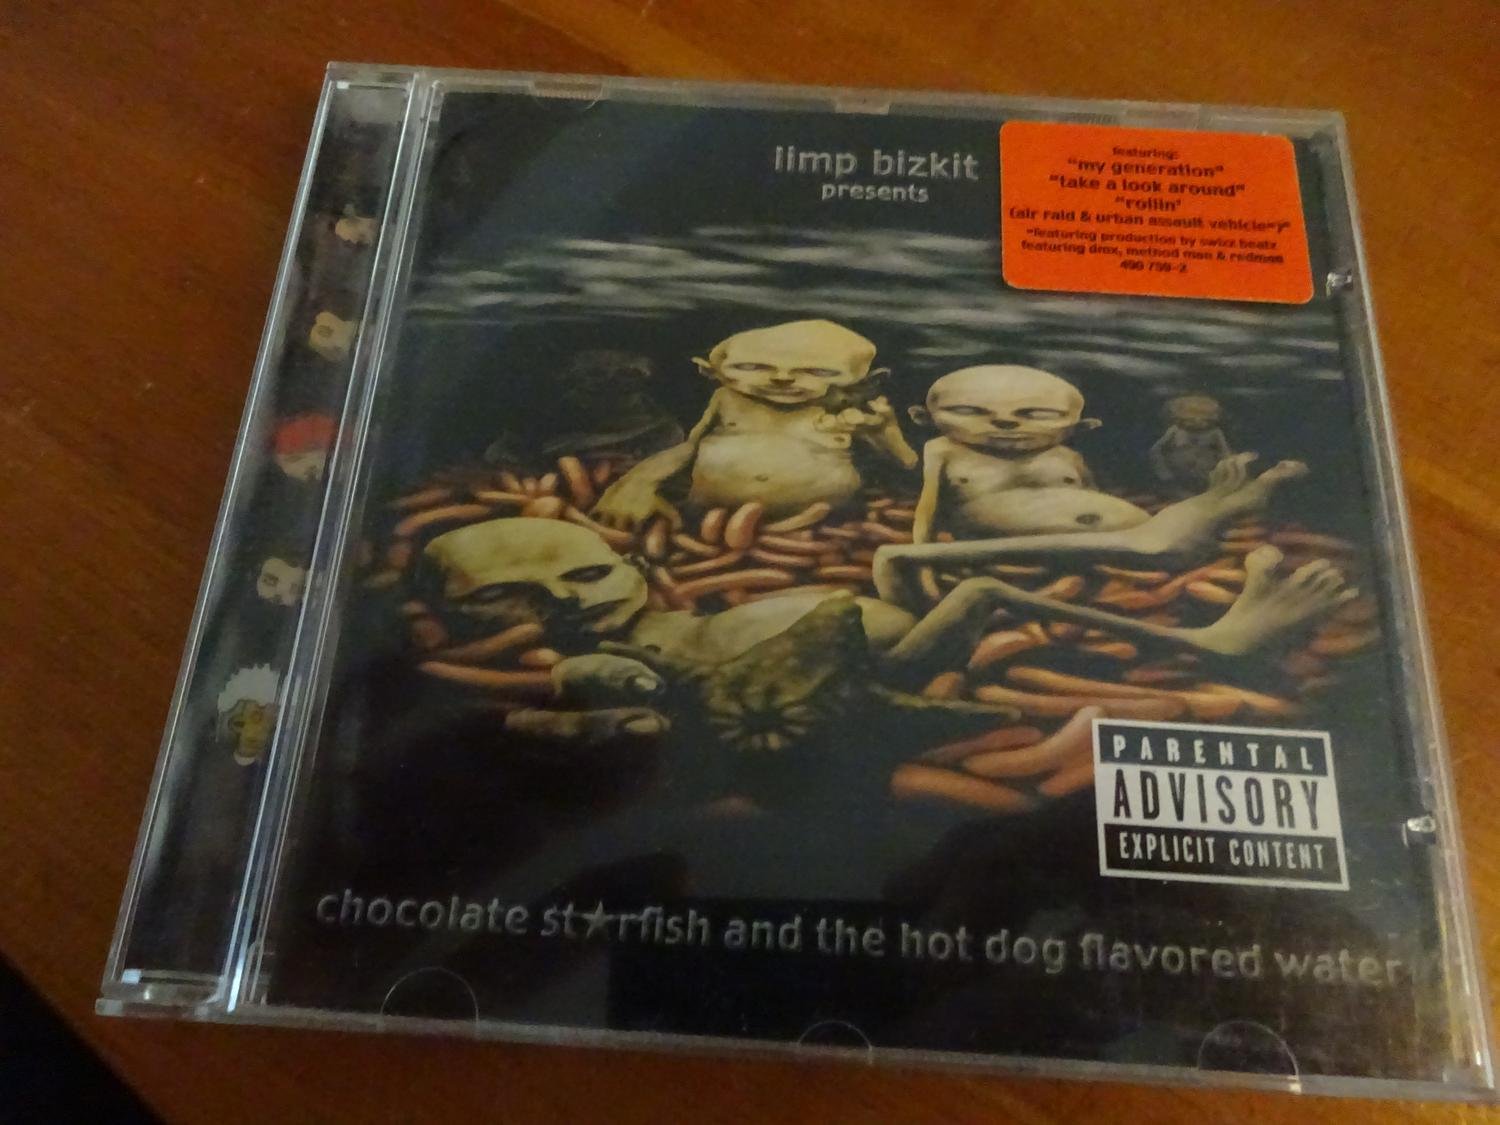 limp bizkit
presents
featuring:
"my generation"
"take a look around"
"rollin'
(air raid & urban assault vehicle*)"
*featuring production by swizz beatz
featuring dmx, method man & redman
490 759-2
PARENTAL
ADVISORY
EXPLICIT CONTENT
chocolate st★rfish and the hot dog flavored water